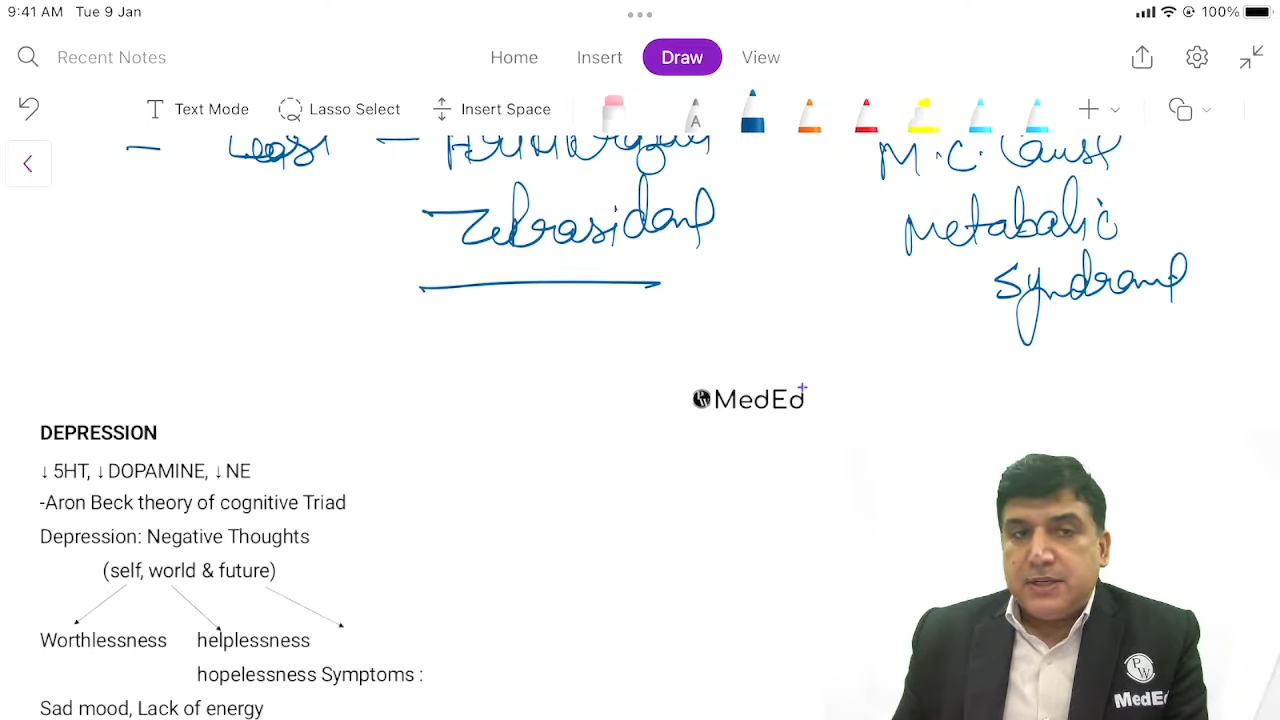 9:41 AM Tue 9 Jan
100%
Recent Notes
Home Insert Draw View
Text Mode Lasso Select Insert Space
A
M.C. Cause
Metabolic
Syndrome
PW MedEd+
DEPRESSION
↓ 5HT, ↓ DOPAMINE, ↓ NE
-Aron Beck theory of cognitive Triad
Depression: Negative Thoughts
(self, world & future)
Worthlessness helplessness
hopelessness Symptoms :
Sad mood, Lack of energy
PW
MedEd